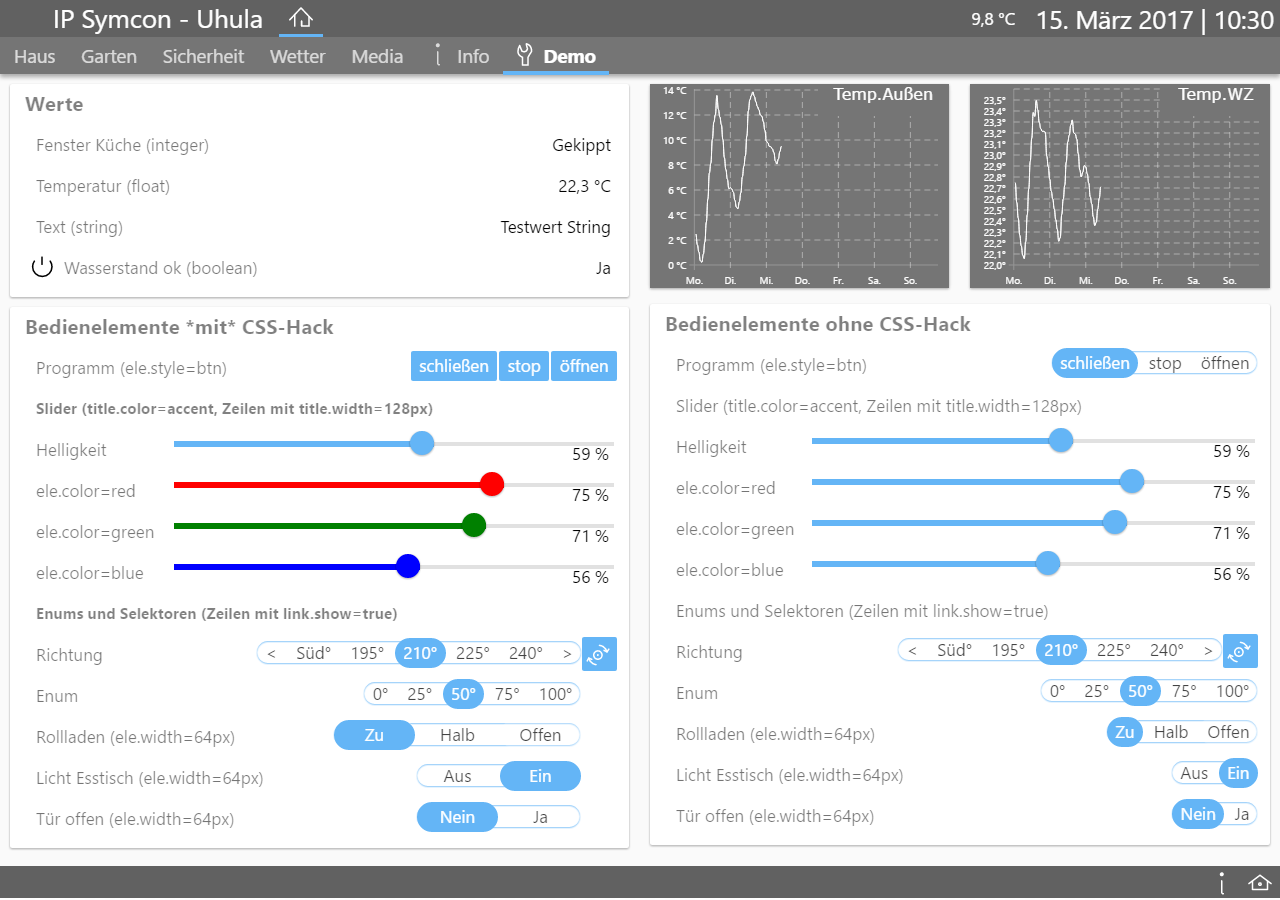 IP Symcon - Uhula
9,8 °C 15. März 2017 | 10:30
Haus Garten Sicherheit Wetter Media Info Demo
Werte
Fenster Küche (integer) Gekippt
Temperatur (float) 22,3 °C
Text (string) Testwert String
Wasserstand ok (boolean) Ja
Temp.Außen
14 °C
12 °C
10 °C
8 °C
6 °C
4 °C
2 °C
0 °C
Mo. Di. Mi. Do. Fr. Sa. So.
Temp.WZ
23,5°
23,4°
23,3°
23,2°
23,1°
23,0°
22,9°
22,8°
22,7°
22,6°
22,5°
22,4°
22,3°
22,2°
22,1°
22,0°
Mo. Di. Mi. Do. Fr. Sa. So.
Bedienelemente *mit* CSS-Hack
Programm (ele.style=btn) schließen stop öffnen
Slider (title.color=accent, Zeilen mit title.width=128px)
Helligkeit 59 %
ele.color=red 75 %
ele.color=green 71 %
ele.color=blue 56 %
Enums und Selektoren (Zeilen mit link.show=true)
Richtung < Süd° 195° 210° 225° 240° >
Enum 0° 25° 50° 75° 100°
Rollladen (ele.width=64px) Zu Halb Offen
Licht Esstisch (ele.width=64px) Aus Ein
Tür offen (ele.width=64px) Nein Ja
Bedienelemente ohne CSS-Hack
Programm (ele.style=btn) schließen stop öffnen
Slider (title.color=accent, Zeilen mit title.width=128px)
Helligkeit 59 %
ele.color=red 75 %
ele.color=green 71 %
ele.color=blue 56 %
Enums und Selektoren (Zeilen mit link.show=true)
Richtung < Süd° 195° 210° 225° 240° >
Enum 0° 25° 50° 75° 100°
Rollladen (ele.width=64px) Zu Halb Offen
Licht Esstisch (ele.width=64px) Aus Ein
Tür offen (ele.width=64px) Nein Ja